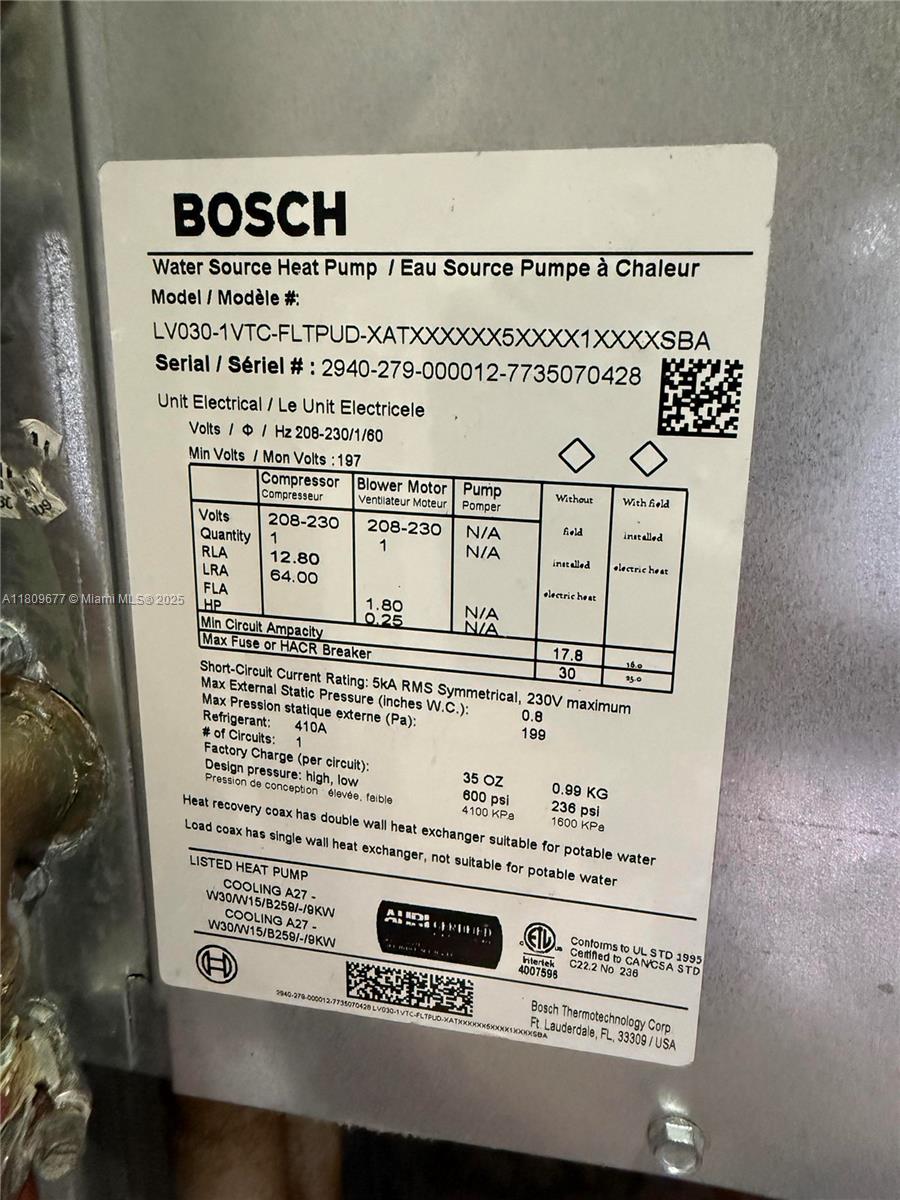 BOSCH
Water Source Heat Pump / Eau Source Pumpe à Chaleur
Model / Modèle #:
LV030-1VTC-FLTPUD-XATXXXXXX5XXXX1XXXXSBA
Serial / Sériel # : 2940-279-000012-7735070428
Unit Electrical / Le Unit Electricele
Volts / Φ / Hz 208-230/1/60
Min Volts / Mon Volts : 197
Compressor Blower Motor Pump Without With field
Compresseur Ventilateur Moteur Pomper
Volts 208-230 208-230 N/A field installed
Quantity 1 1 N/A
RLA 12.80 installed electric heat
LRA 64.00
FLA 1.80 N/A electric heat
HP 0.25 N/A
Min Circuit Ampacity 17.8 16.0
Max Fuse or HACR Breaker 30 25.0
Short-Circuit Current Rating: 5kA RMS Symmetrical, 230V maximum
Max External Static Pressure (inches W.C.): 0.8
Max Pression statique externe (Pa): 199
Refrigerant: 410A
# of Circuits: 1
Factory Charge (per circuit): 35 OZ 0.99 KG
Design pressure: high, low 600 psi 236 psi
Pression de conception élevée, faible 4100 KPa 1600 KPa
Heat recovery coax has double wall heat exchanger suitable for potable water
Load coax has single wall heat exchanger, not suitable for potable water
LISTED HEAT PUMP
COOLING A27 -
W30/W15/B259/-/9KW
COOLING A27 -
W30/W15/B259/-/9KW
CERTIFIED
ETL
C US
Intertek
4007596
Conforms to UL STD 1995
Certified to CAN/CSA STD
C22.2 No 236
2940-279-000012-7735070428 LV030-1VTC-FLTPUD-XATXXXXXX5XXXX1XXXXSBA
Bosch Thermotechnology Corp.
Ft. Lauderdale, FL, 33309 / USA
A11809677 © Miami MLS® 2025